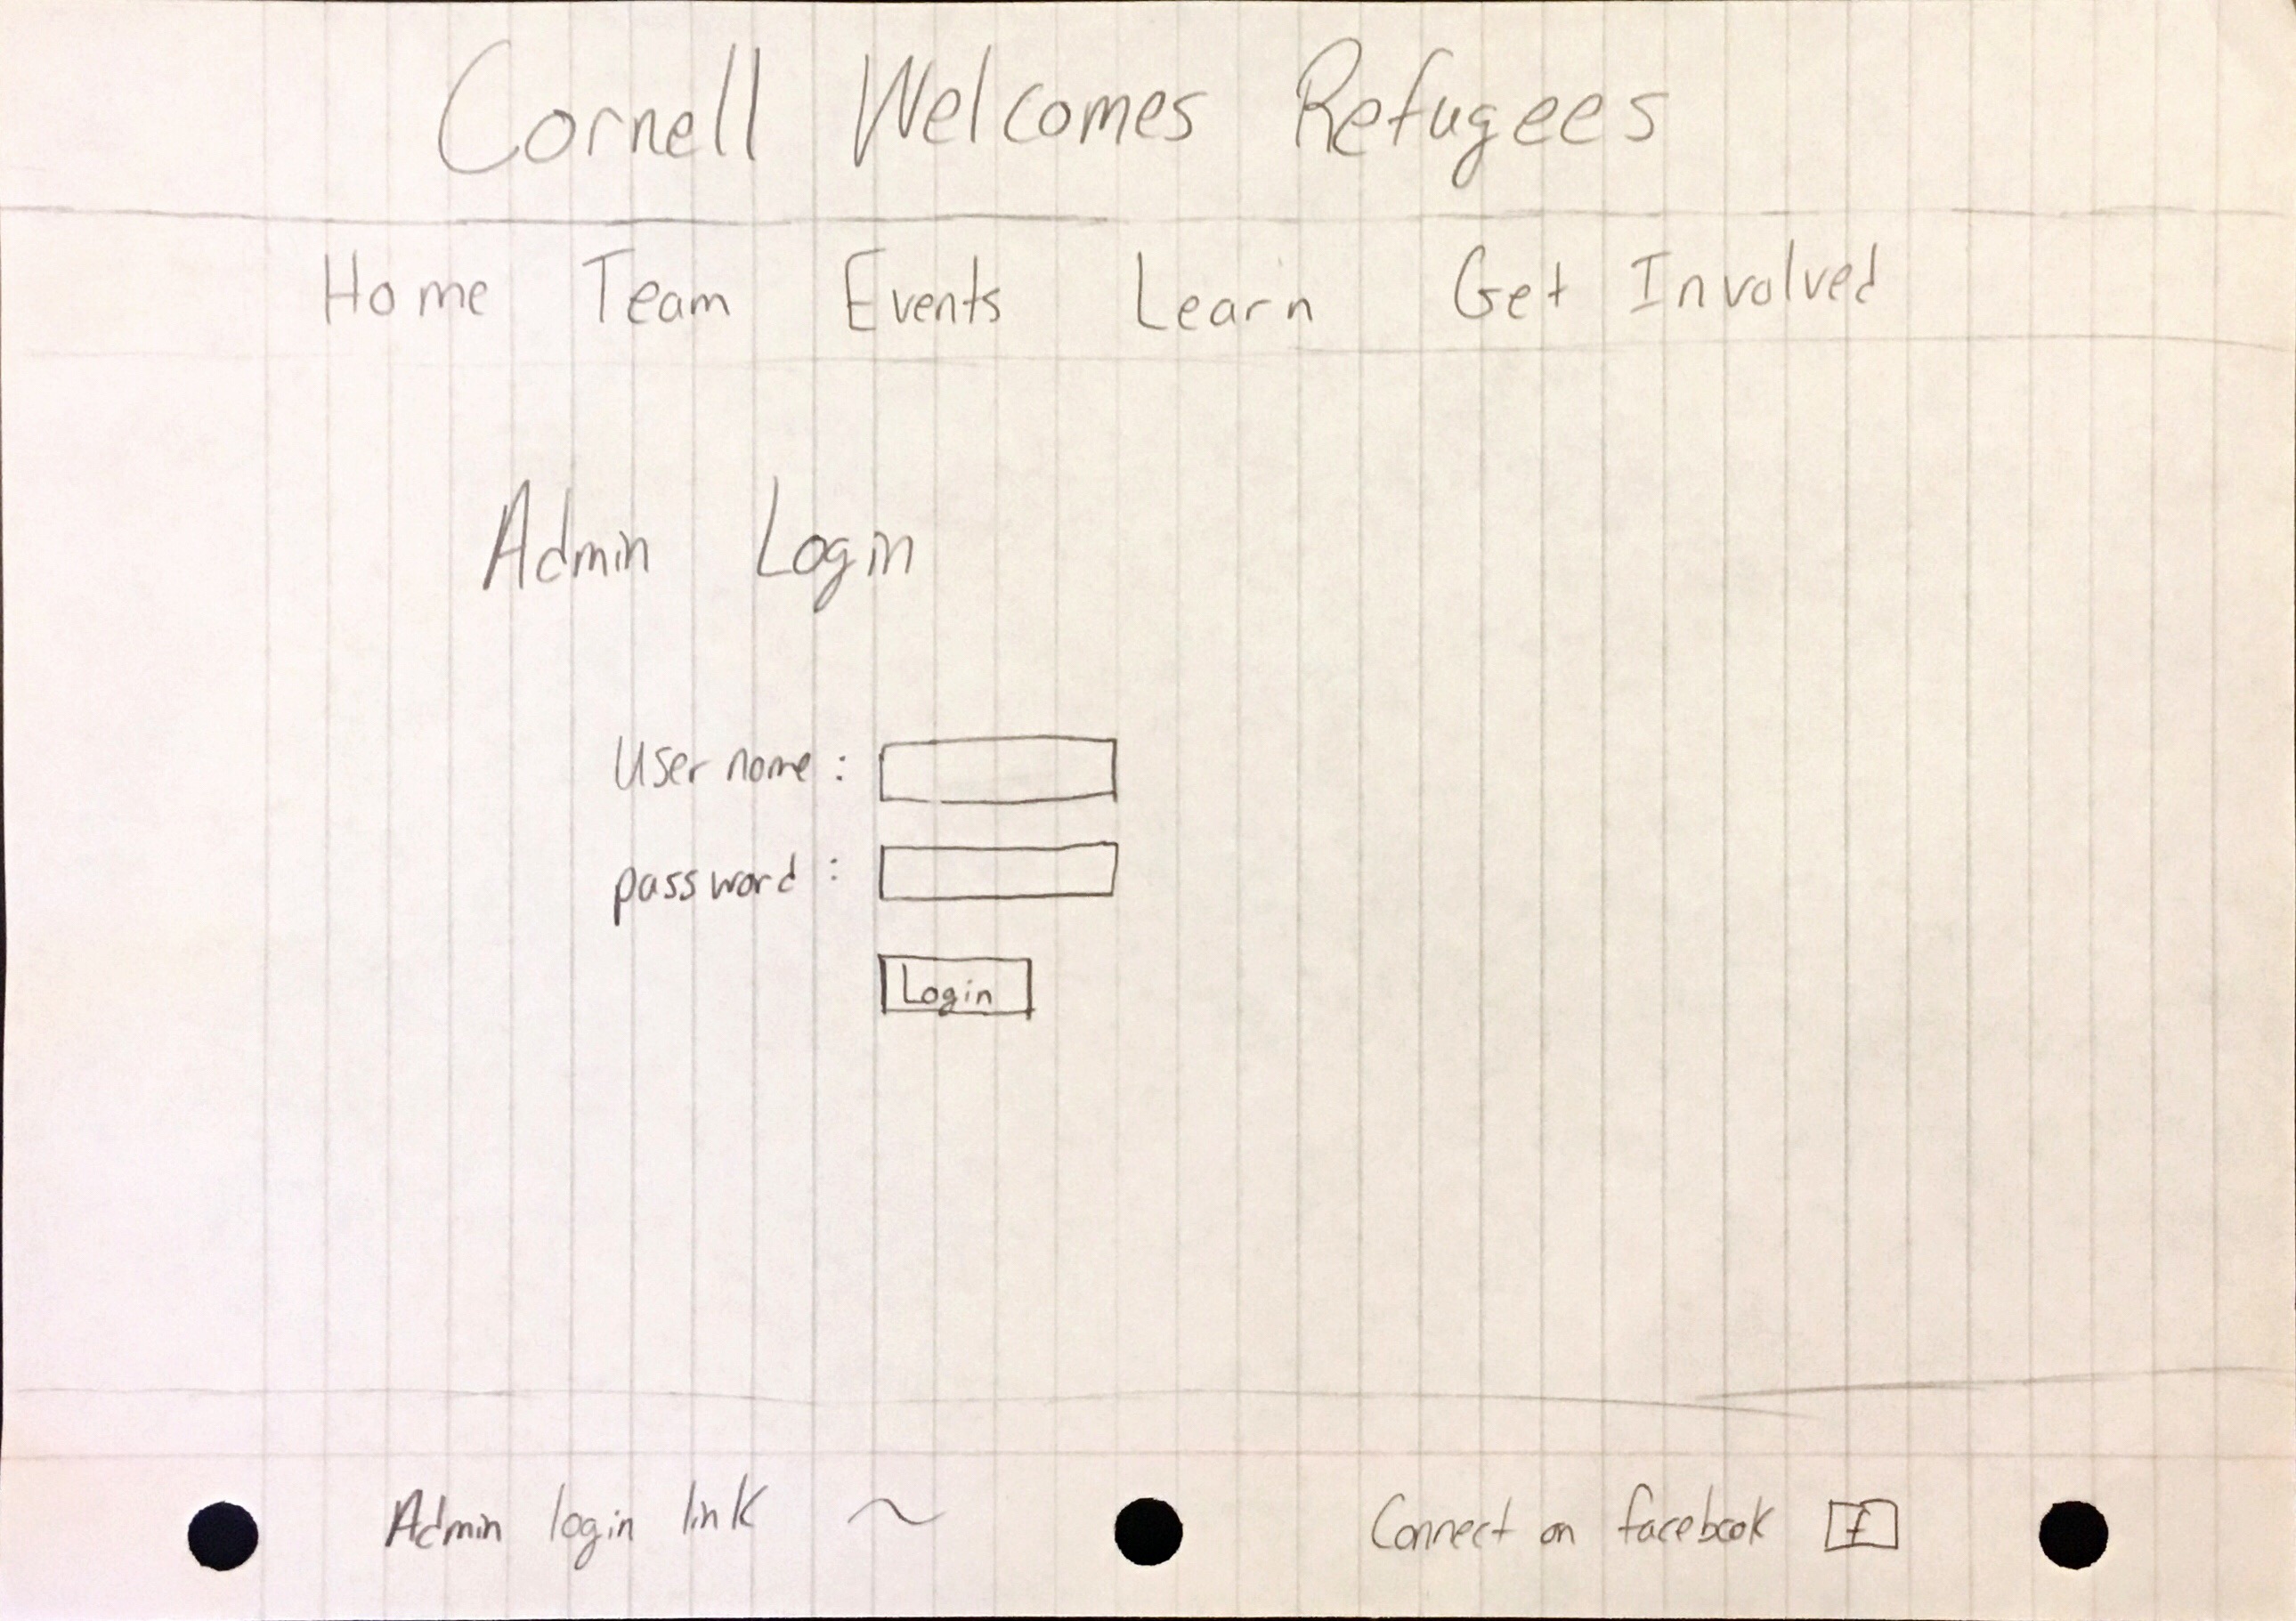 Cornell Welcomes Refugees
Home Team Events Learn Get Involved
Admin Login
User name :
password :
Login
Admin login link ~ Connect on facebook f